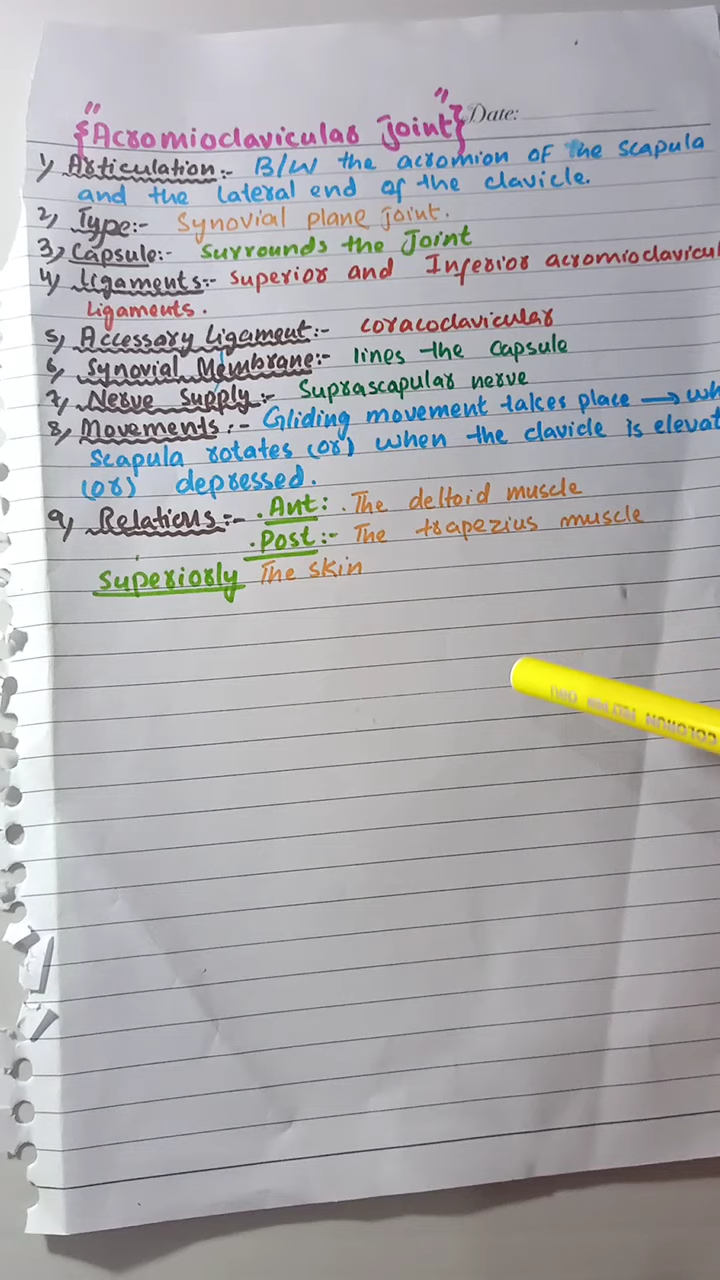 "{Acromioclavicular joint"} Date:
1) Articulation:- B/W the acromion of the scapula
and the lateral end of the clavicle.
2) Type:- Synovial plane joint.
3) Capsule:- Surrounds the Joint
4) Ligaments:- Superior and Inferior acromioclavicul
Ligaments.
5) Accessory Ligament:- coracoclavicular
6) Synovial Membrane:- lines the capsule
7) Nerve Supply:- Suprascapular nerve
8) Movements:- Gliding movement takes place → wh
Scapula rotates (or) when the clavicle is elevat
(or) depressed.
9) Relations:- .Ant: .The deltoid muscle
.Post:- The trapezius muscle
Superiorly The skin